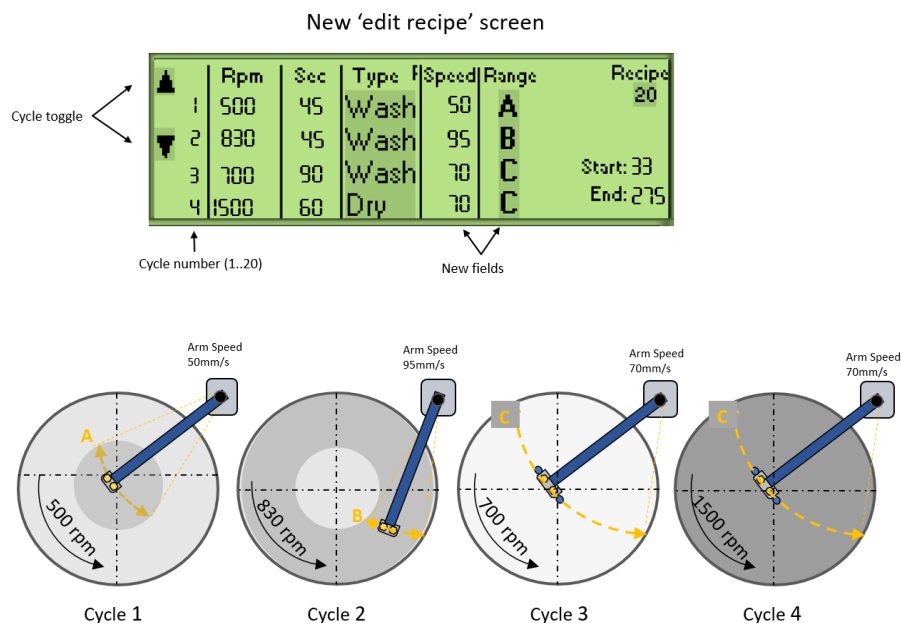 New ‘edit recipe’ screen
Rpm Sec Type Speed Range Recipe
20
1 500 45 Wash 50 A
2 830 45 Wash 95 B
3 700 90 Wash 70 C
4 1500 60 Dry 70 C
Start: 33
End: 275
Cycle toggle
Cycle number (1..20)
New fields
Arm Speed
50mm/s
A
500 rpm
Cycle 1
Arm Speed
95mm/s
B
830 rpm
Cycle 2
Arm Speed
70mm/s
C
700 rpm
Cycle 3
Arm Speed
70mm/s
C
1500 rpm
Cycle 4